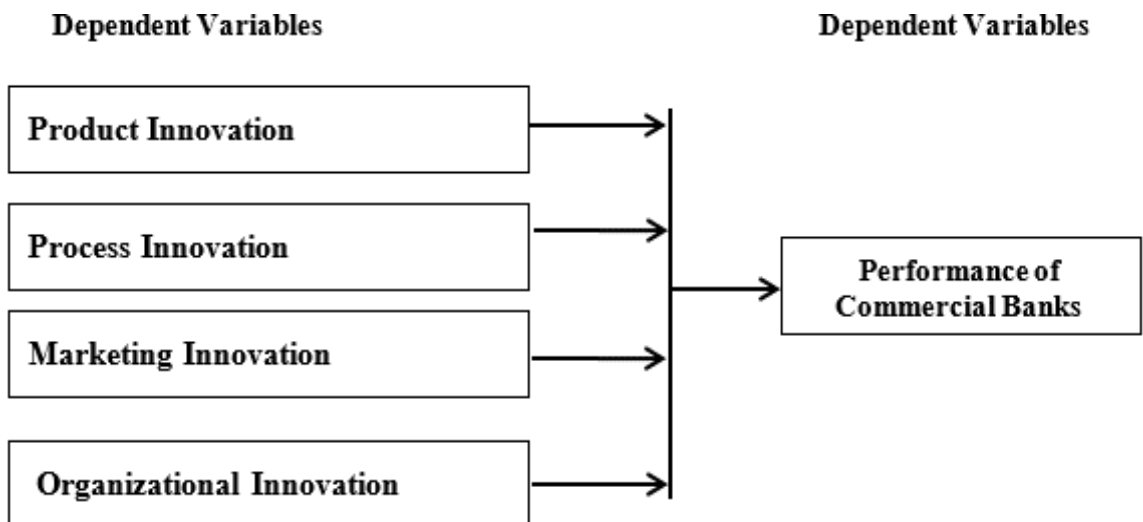 Dependent Variables
Dependent Variables
Product Innovation
Process Innovation
Marketing Innovation
Organizational Innovation
Performance of
Commercial Banks